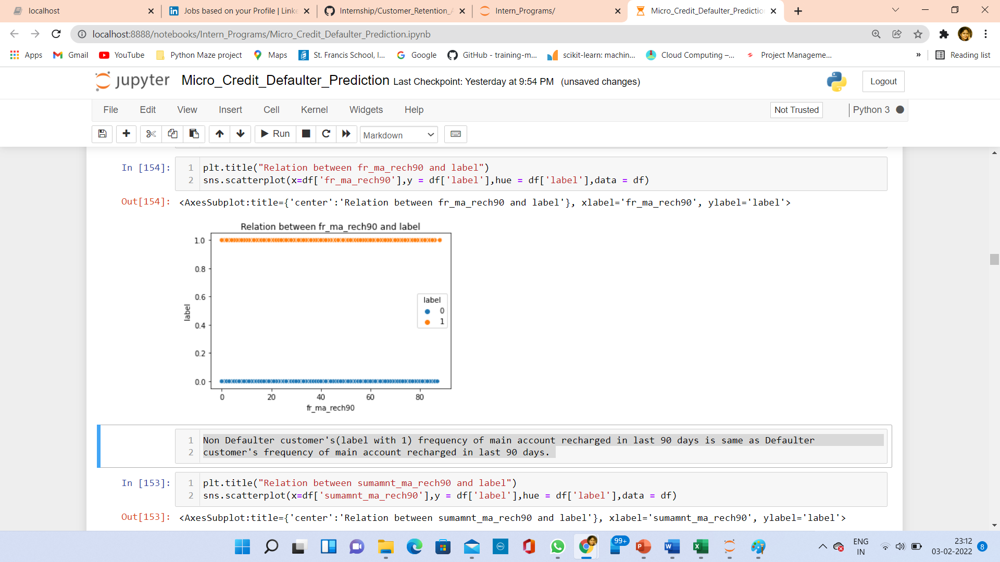 localhost
Jobs based on your Profile | Linke
Internship/Customer_Retention_A
Intern_Programs/
Micro_Credit_Defaulter_Predictio
localhost:8888/notebooks/Intern_Programs/Micro_Credit_Defaulter_Prediction.ipynb
Apps Gmail YouTube Python Maze project Maps St. Francis School, I... Google GitHub - training-m... scikit-learn: machin... Cloud Computing –... Project Manageme... » Reading list
jupyter Micro_Credit_Defaulter_Prediction Last Checkpoint: Yesterday at 9:54 PM (unsaved changes) Logout
File Edit View Insert Cell Kernel Widgets Help Not Trusted Python 3
Run Markdown
In [154]: 1 plt.title("Relation between fr_ma_rech90 and label")
2 sns.scatterplot(x=df['fr_ma_rech90'],y = df['label'],hue = df['label'],data = df)
Out[154]: <AxesSubplot:title={'center':'Relation between fr_ma_rech90 and label'}, xlabel='fr_ma_rech90', ylabel='label'>
Relation between fr_ma_rech90 and label
1.0
0.8
0.6
0.4
0.2
0.0
label
label
0
1
0 20 40 60 80
fr_ma_rech90
1 Non Defaulter customer's(label with 1) frequency of main account recharged in last 90 days is same as Defaulter
2 customer's frequency of main account recharged in last 90 days.
In [153]: 1 plt.title("Relation between sumamnt_ma_rech90 and label")
2 sns.scatterplot(x=df['sumamnt_ma_rech90'],y = df['label'],hue = df['label'],data = df)
Out[153]: <AxesSubplot:title={'center':'Relation between sumamnt_ma_rech90 and label'}, xlabel='sumamnt_ma_rech90', ylabel='label'>
99+
ENG
IN
23:12
03-02-2022
8